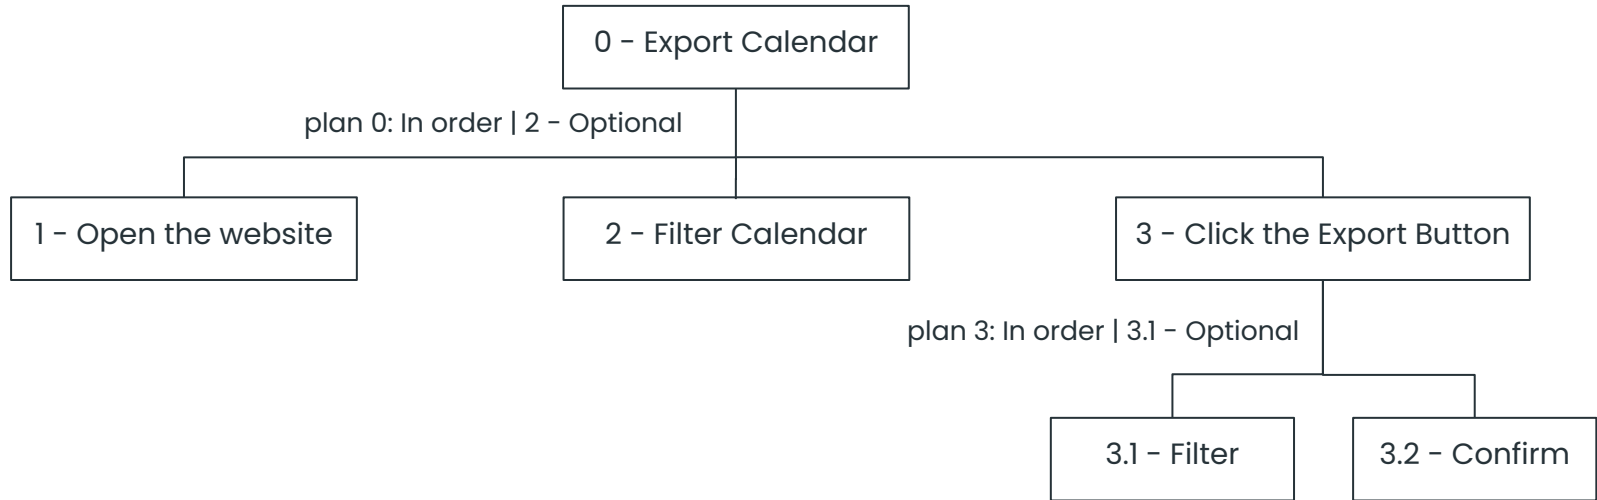 0 - Export Calendar
plan 0: In order | 2 - Optional
1 - Open the website
2 - Filter Calendar
3 - Click the Export Button
plan 3: In order | 3.1 - Optional
3.1 - Filter
3.2 - Confirm